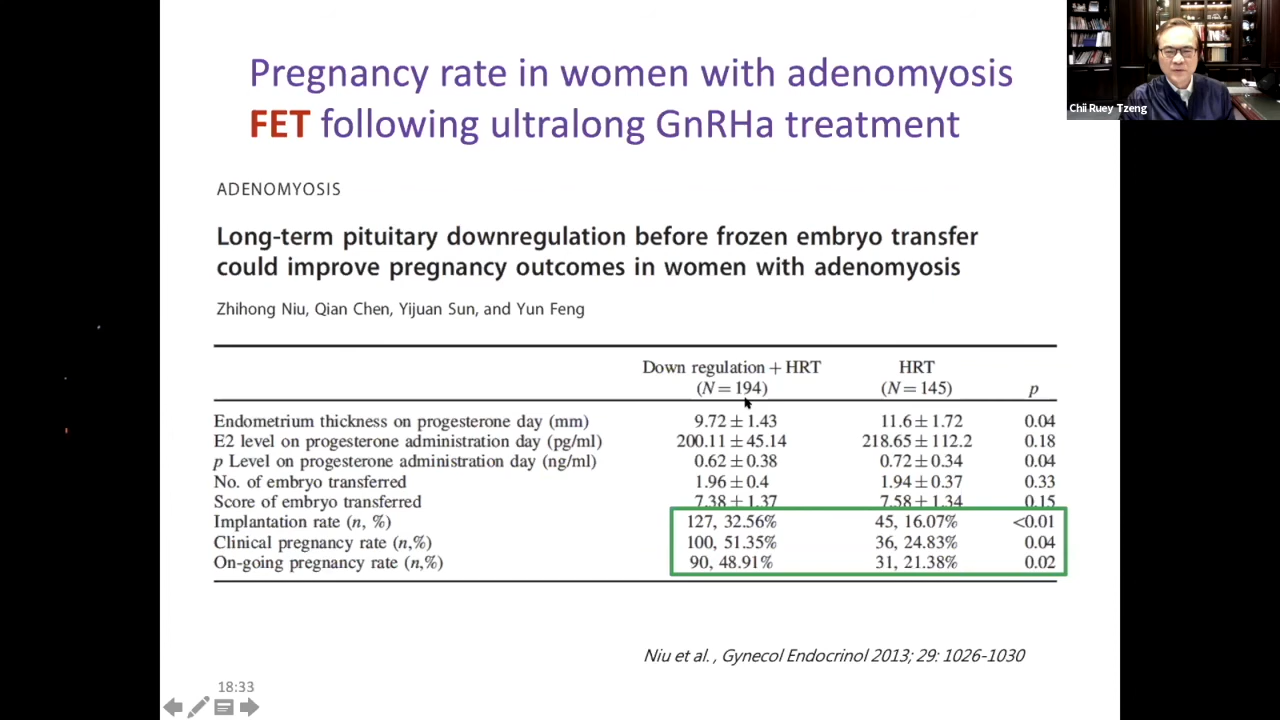 Pregnancy rate in women with adenomyosis
FET following ultralong GnRHa treatment
Chii Ruey Tzeng
ADENOMYOSIS
Long-term pituitary downregulation before frozen embryo transfer
could improve pregnancy outcomes in women with adenomyosis
Zhihong Niu, Qian Chen, Yijuan Sun, and Yun Feng
Down regulation + HRT HRT
(N = 194) (N = 145) p
Endometrium thickness on progesterone day (mm) 9.72 ± 1.43 11.6 ± 1.72 0.04
E2 level on progesterone administration day (pg/ml) 200.11 ± 45.14 218.65 ± 112.2 0.18
p Level on progesterone administration day (ng/ml) 0.62 ± 0.38 0.72 ± 0.34 0.04
No. of embryo transferred 1.96 ± 0.4 1.94 ± 0.37 0.33
Score of embryo transferred 7.38 ± 1.37 7.58 ± 1.34 0.15
Implantation rate (n, %) 127, 32.56% 45, 16.07% <0.01
Clinical pregnancy rate (n,%) 100, 51.35% 36, 24.83% 0.04
On-going pregnancy rate (n,%) 90, 48.91% 31, 21.38% 0.02
Niu et al. , Gynecol Endocrinol 2013; 29: 1026-1030
18:33